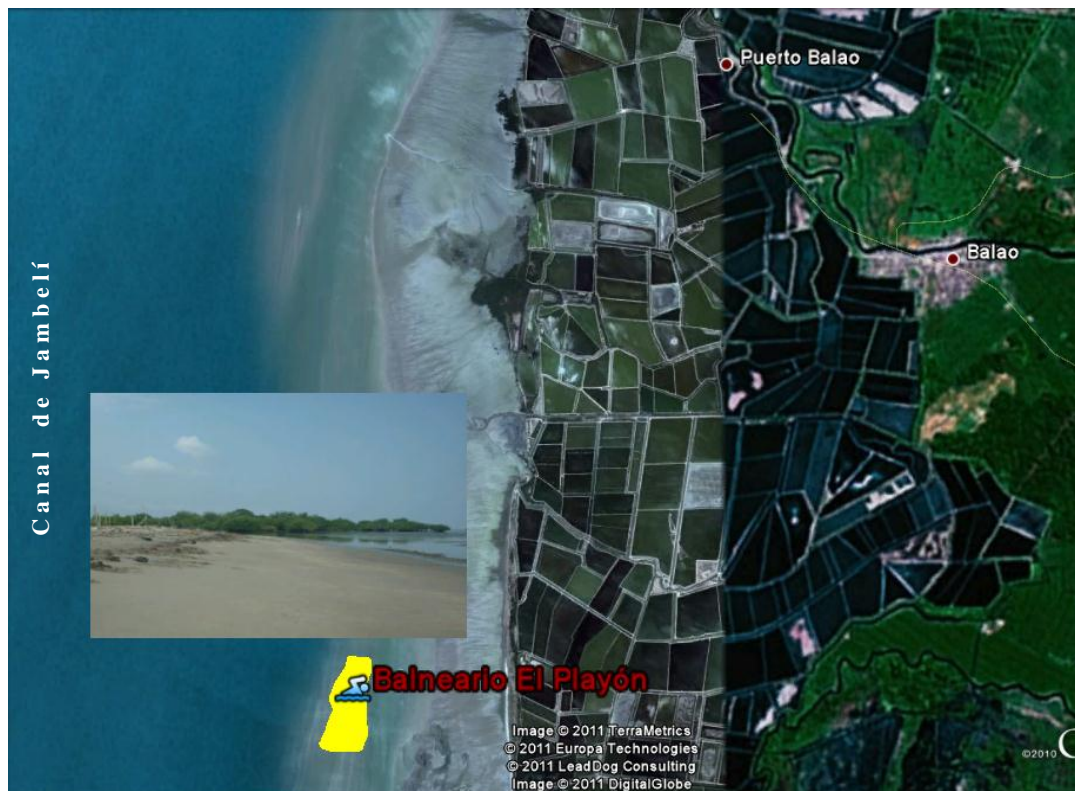 Puerto Balao
Balao
Canal de Jambelí
Balneario El Playón
Image © 2011 TerraMetrics
© 2011 Europa Technologies
© 2011 LeadDog Consulting
Image © 2011 DigitalGlobe
©2010